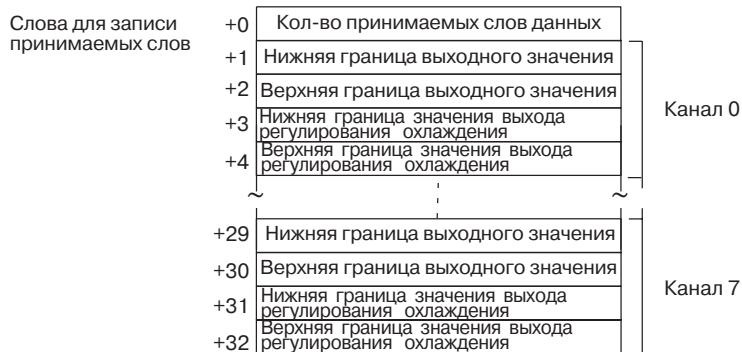 Слова для записи
принимаемых слов
+0 Кол-во принимаемых слов данных
+1 Нижняя граница выходного значения
+2 Верхняя граница выходного значения
+3 Нижняя граница значения выхода
регулирования охлаждения
+4 Верхняя граница значения выхода
регулирования охлаждения
Канал 0
+29 Нижняя граница выходного значения
+30 Верхняя граница выходного значения
+31 Нижняя граница значения выхода
регулирования охлаждения
+32 Верхняя граница значения выхода
регулирования охлаждения
Канал 7